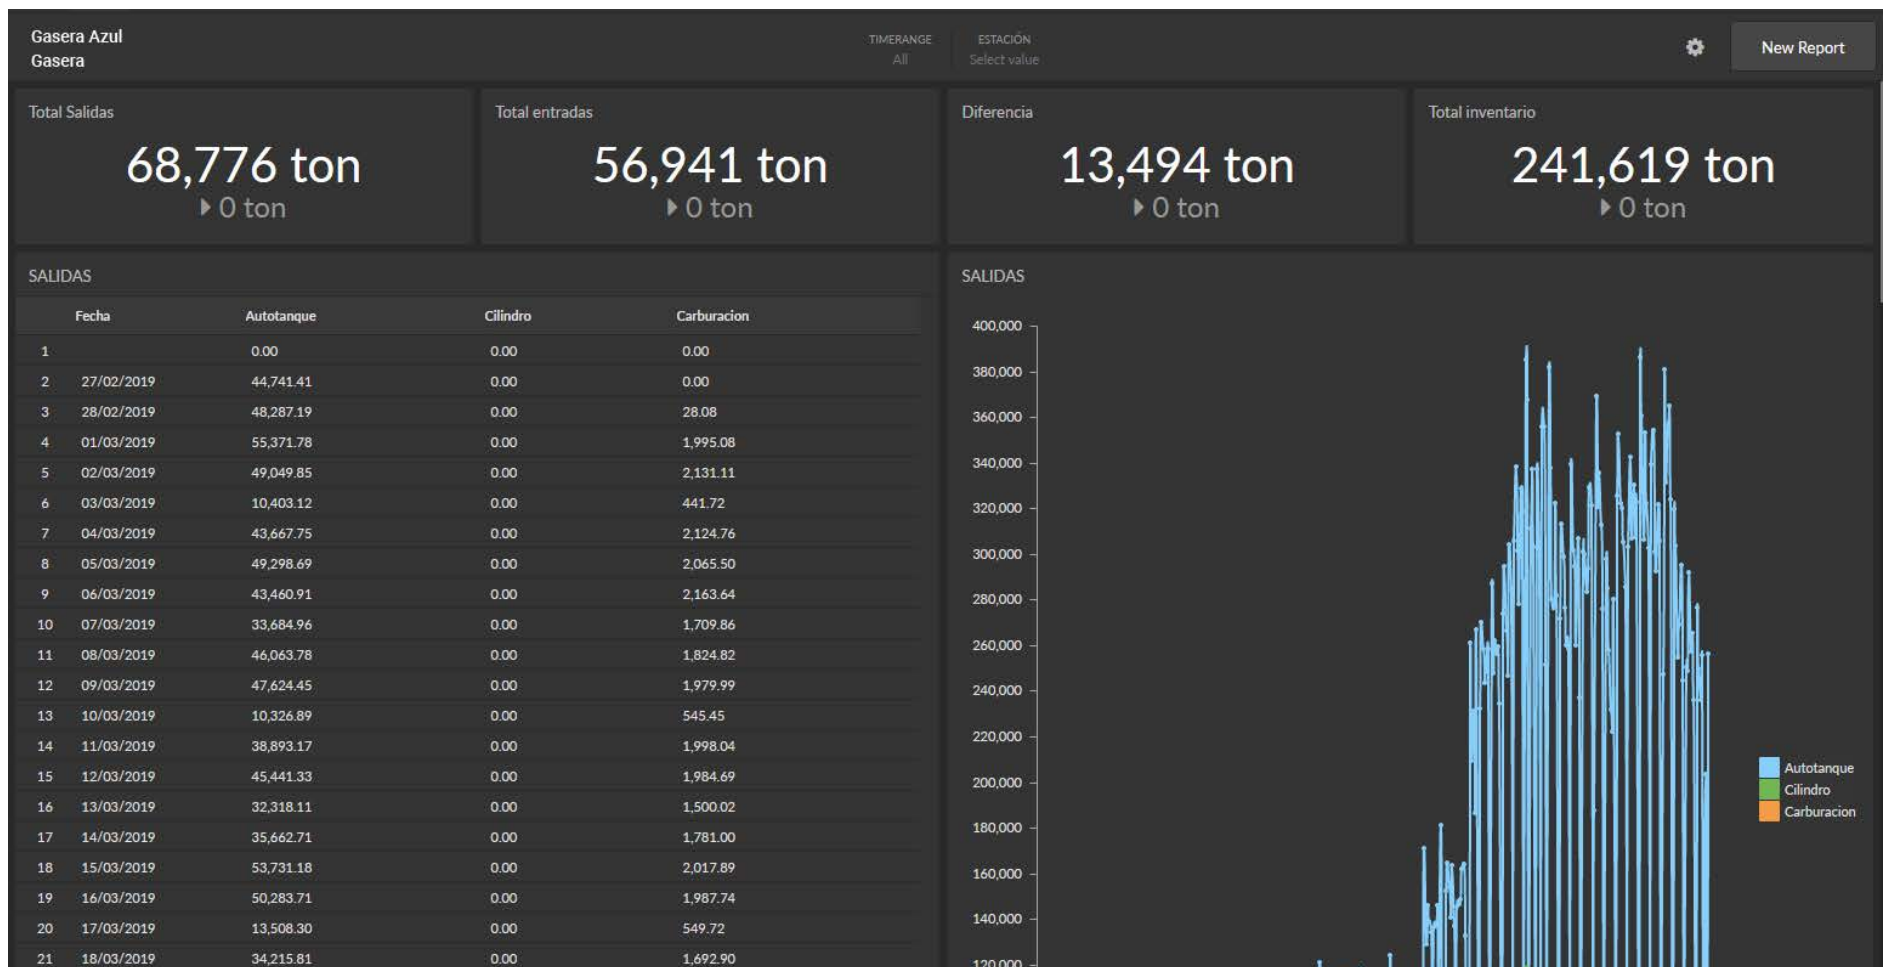 Gasera Azul
Gasera
TIMERANGE
All
ESTACIÓN
Select value
New Report
Total Salidas
68,776 ton
0 ton
Total entradas
56,941 ton
0 ton
Diferencia
13,494 ton
0 ton
Total inventario
241,619 ton
0 ton
SALIDAS
Fecha Autotanque Cilindro Carburacion
1 0.00 0.00 0.00
2 27/02/2019 44,741.41 0.00 0.00
3 28/02/2019 48,287.19 0.00 28.08
4 01/03/2019 55,371.78 0.00 1,995.08
5 02/03/2019 49,049.85 0.00 2,131.11
6 03/03/2019 10,403.12 0.00 441.72
7 04/03/2019 43,667.75 0.00 2,124.76
8 05/03/2019 49,298.69 0.00 2,065.50
9 06/03/2019 43,460.91 0.00 2,163.64
10 07/03/2019 33,684.96 0.00 1,709.86
11 08/03/2019 46,063.78 0.00 1,824.82
12 09/03/2019 47,624.45 0.00 1,979.99
13 10/03/2019 10,326.89 0.00 545.45
14 11/03/2019 38,893.17 0.00 1,998.04
15 12/03/2019 45,441.33 0.00 1,984.69
16 13/03/2019 32,318.11 0.00 1,500.02
17 14/03/2019 35,662.71 0.00 1,781.00
18 15/03/2019 53,731.18 0.00 2,017.89
19 16/03/2019 50,283.71 0.00 1,987.74
20 17/03/2019 13,508.30 0.00 549.72
21 18/03/2019 34,215.81 0.00 1,692.90
SALIDAS
400,000
380,000
360,000
340,000
320,000
300,000
280,000
260,000
240,000
220,000
200,000
180,000
160,000
140,000
120,000
Autotanque
Cilindro
Carburacion